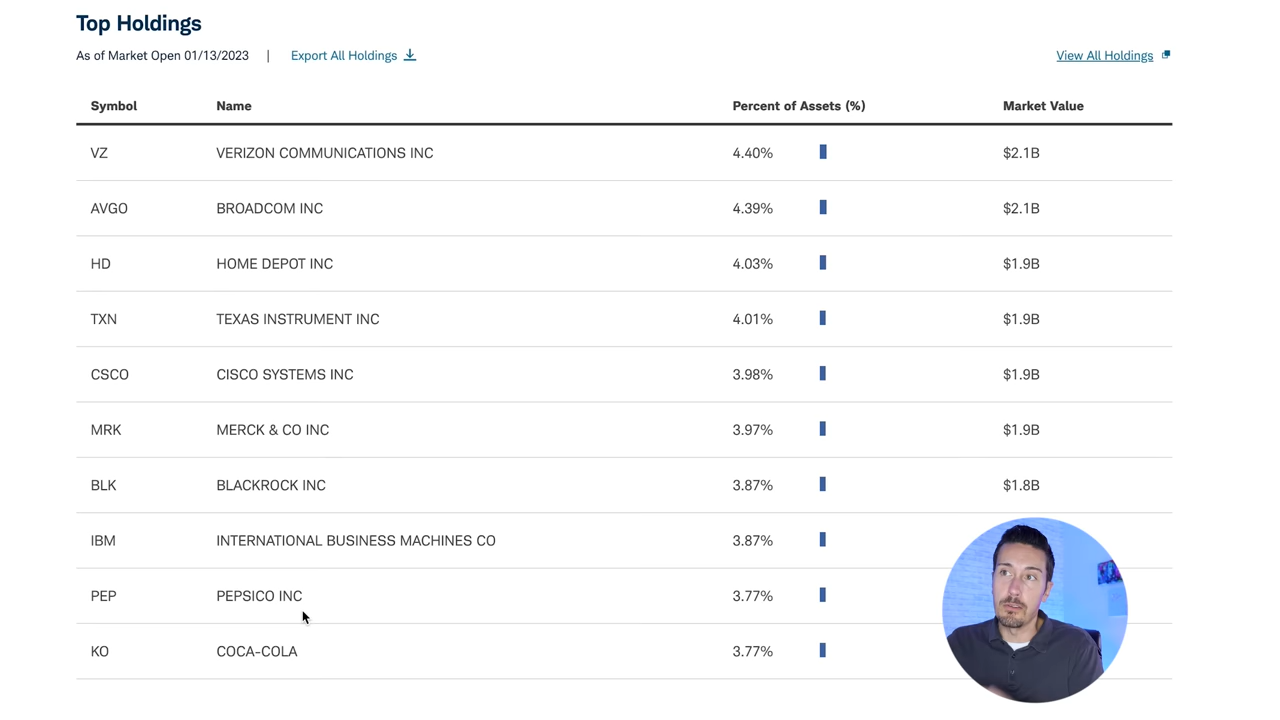 Top Holdings
As of Market Open 01/13/2023 | Export All Holdings View All Holdings
Symbol Name Percent of Assets (%) Market Value
VZ VERIZON COMMUNICATIONS INC 4.40% $2.1B
AVGO BROADCOM INC 4.39% $2.1B
HD HOME DEPOT INC 4.03% $1.9B
TXN TEXAS INSTRUMENT INC 4.01% $1.9B
CSCO CISCO SYSTEMS INC 3.98% $1.9B
MRK MERCK & CO INC 3.97% $1.9B
BLK BLACKROCK INC 3.87% $1.8B
IBM INTERNATIONAL BUSINESS MACHINES CO 3.87%
PEP PEPSICO INC 3.77%
KO COCA-COLA 3.77%